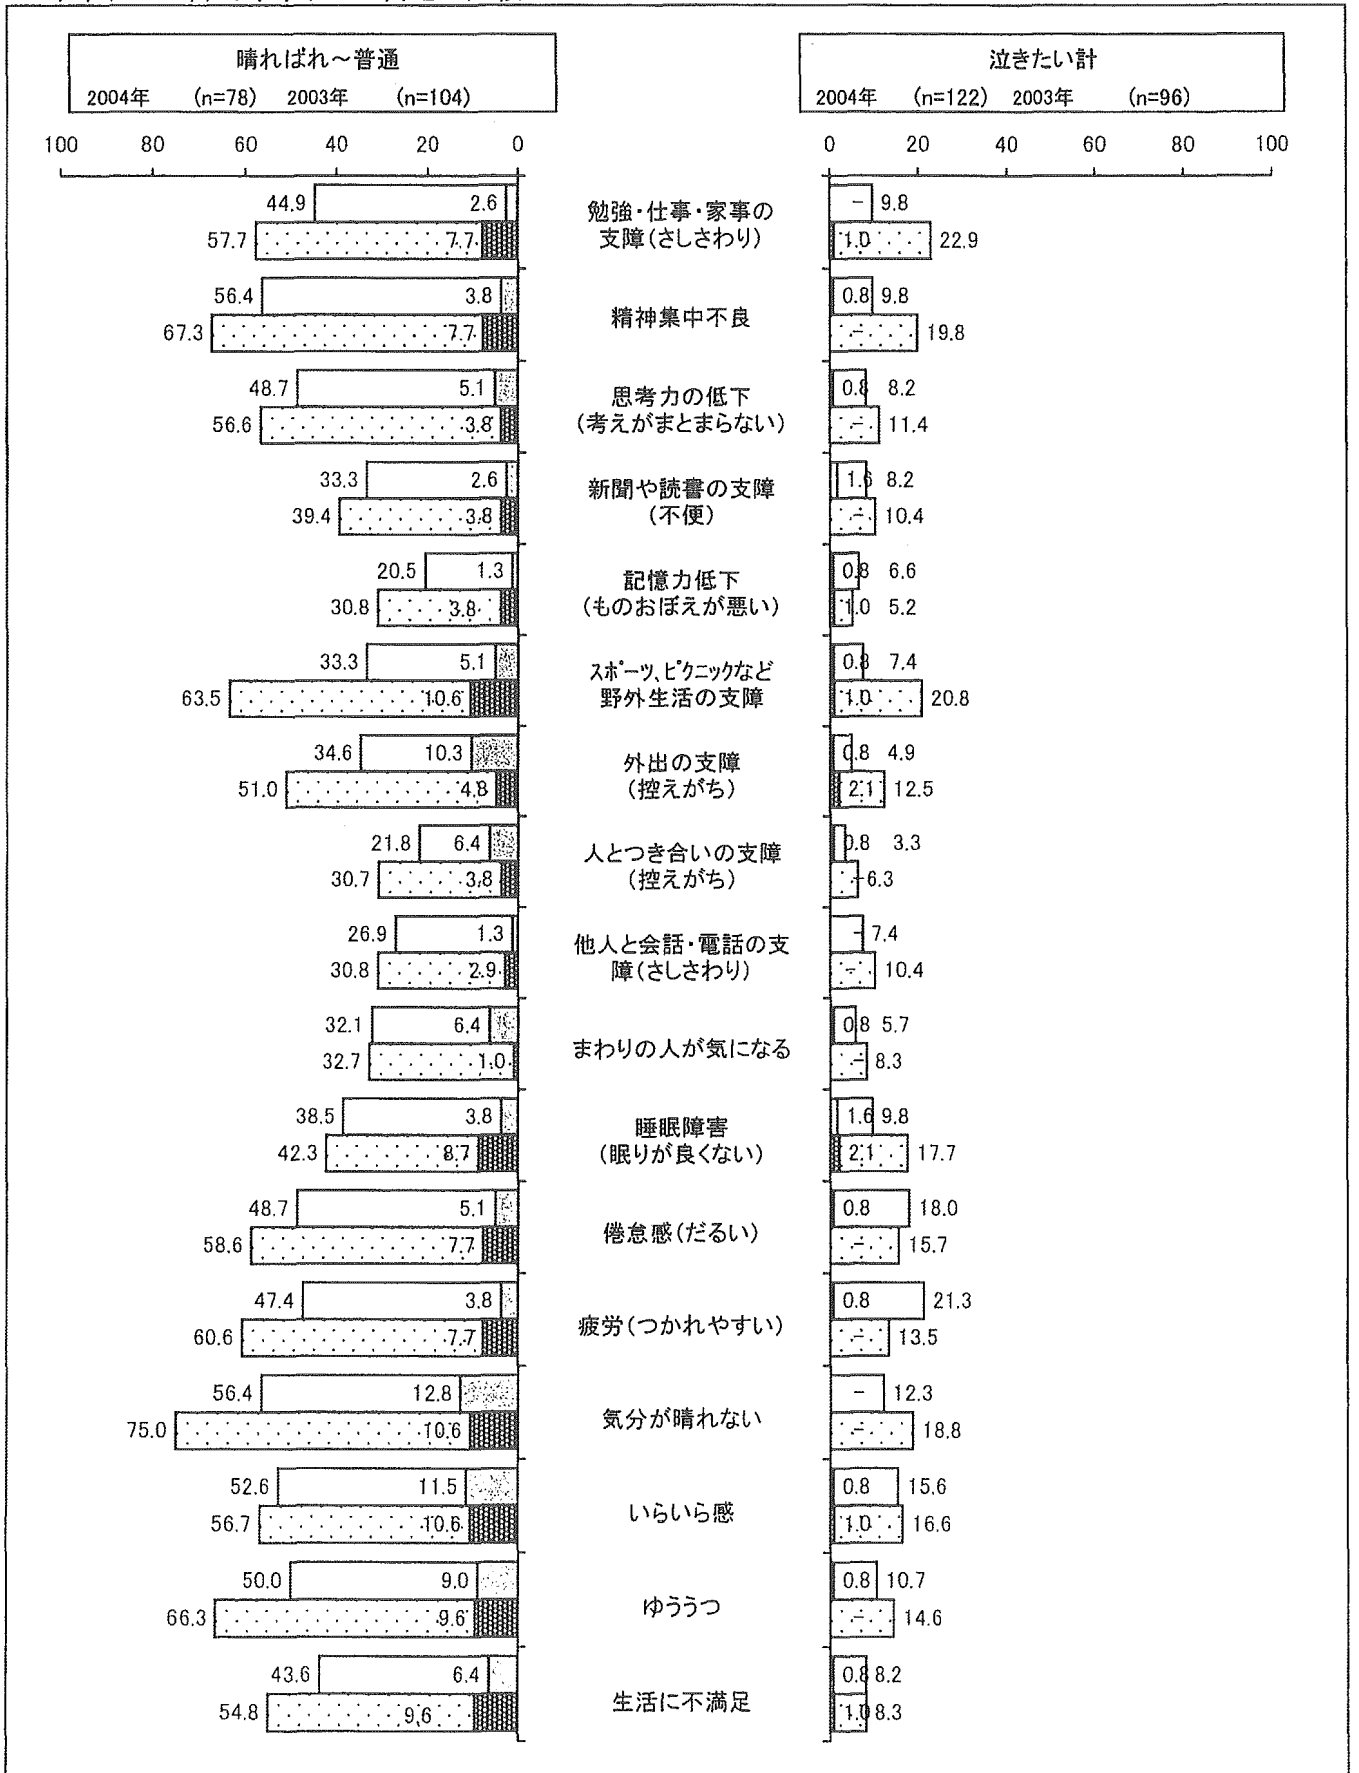 晴ればれ～普通
2004年 (n=78) 2003年 (n=104)
泣きたい計
2004年 (n=122) 2003年 (n=96)
100 80 60 40 20 0
0 20 40 60 80 100
44.9 2.6
57.7 7.7
勉強・仕事・家事の
支障(さしさわり)
- 9.8
1.0 22.9
56.4 3.8
67.3 7.7
精神集中不良
0.8 9.8
- 19.8
48.7 5.1
56.6 3.8
思考力の低下
(考えがまとまらない)
0.8 8.2
- 11.4
33.3 2.6
39.4 3.8
新聞や読書の支障
(不便)
1.6 8.2
- 10.4
20.5 1.3
30.8 3.8
記憶力低下
(ものおぼえが悪い)
0.8 6.6
1.0 5.2
33.3 5.1
63.5 10.6
ｽﾎﾟｰﾂ､ﾋﾟｸﾆｯｸなど
野外生活の支障
0.8 7.4
1.0 20.8
34.6 10.3
51.0 4.8
外出の支障
(控えがち)
0.8 4.9
2.1 12.5
21.8 6.4
30.7 3.8
人とつき合いの支障
(控えがち)
0.8 3.3
- 6.3
26.9 1.3
30.8 2.9
他人と会話・電話の支
障(さしさわり)
- 7.4
- 10.4
32.1 6.4
32.7 1.0
まわりの人が気になる
0.8 5.7
- 8.3
38.5 3.8
42.3 8.7
睡眠障害
(眠りが良くない)
1.6 9.8
2.1 17.7
48.7 5.1
58.6 7.7
倦怠感(だるい)
0.8 18.0
- 15.7
47.4 3.8
60.6 7.7
疲労(つかれやすい)
0.8 21.3
- 13.5
56.4 12.8
75.0 10.6
気分が晴れない
- 12.3
- 18.8
52.6 11.5
56.7 10.6
いらいら感
0.8 15.6
1.0 16.6
50.0 9.0
66.3 9.6
ゆううつ
0.8 10.7
- 14.6
43.6 6.4
54.8 9.6
生活に不満足
0.8 8.2
1.0 8.3